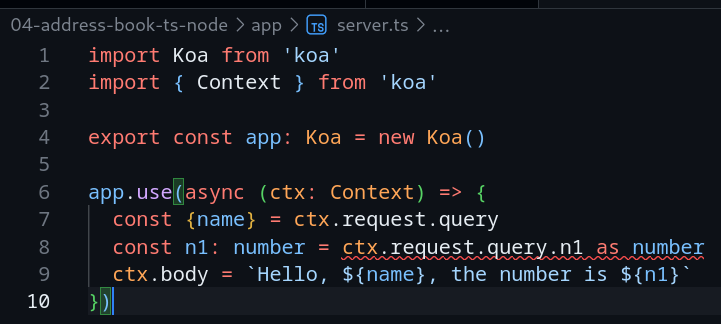 04-address-book-ts-node > app > TS server.ts > ...
1 import Koa from 'koa'
2 import { Context } from 'koa'
3
4 export const app: Koa = new Koa()
5
6 app.use(async (ctx: Context) => {
7 const {name} = ctx.request.query
8 const n1: number = ctx.request.query.n1 as number
9 ctx.body = `Hello, ${name}, the number is ${n1}`
10 })